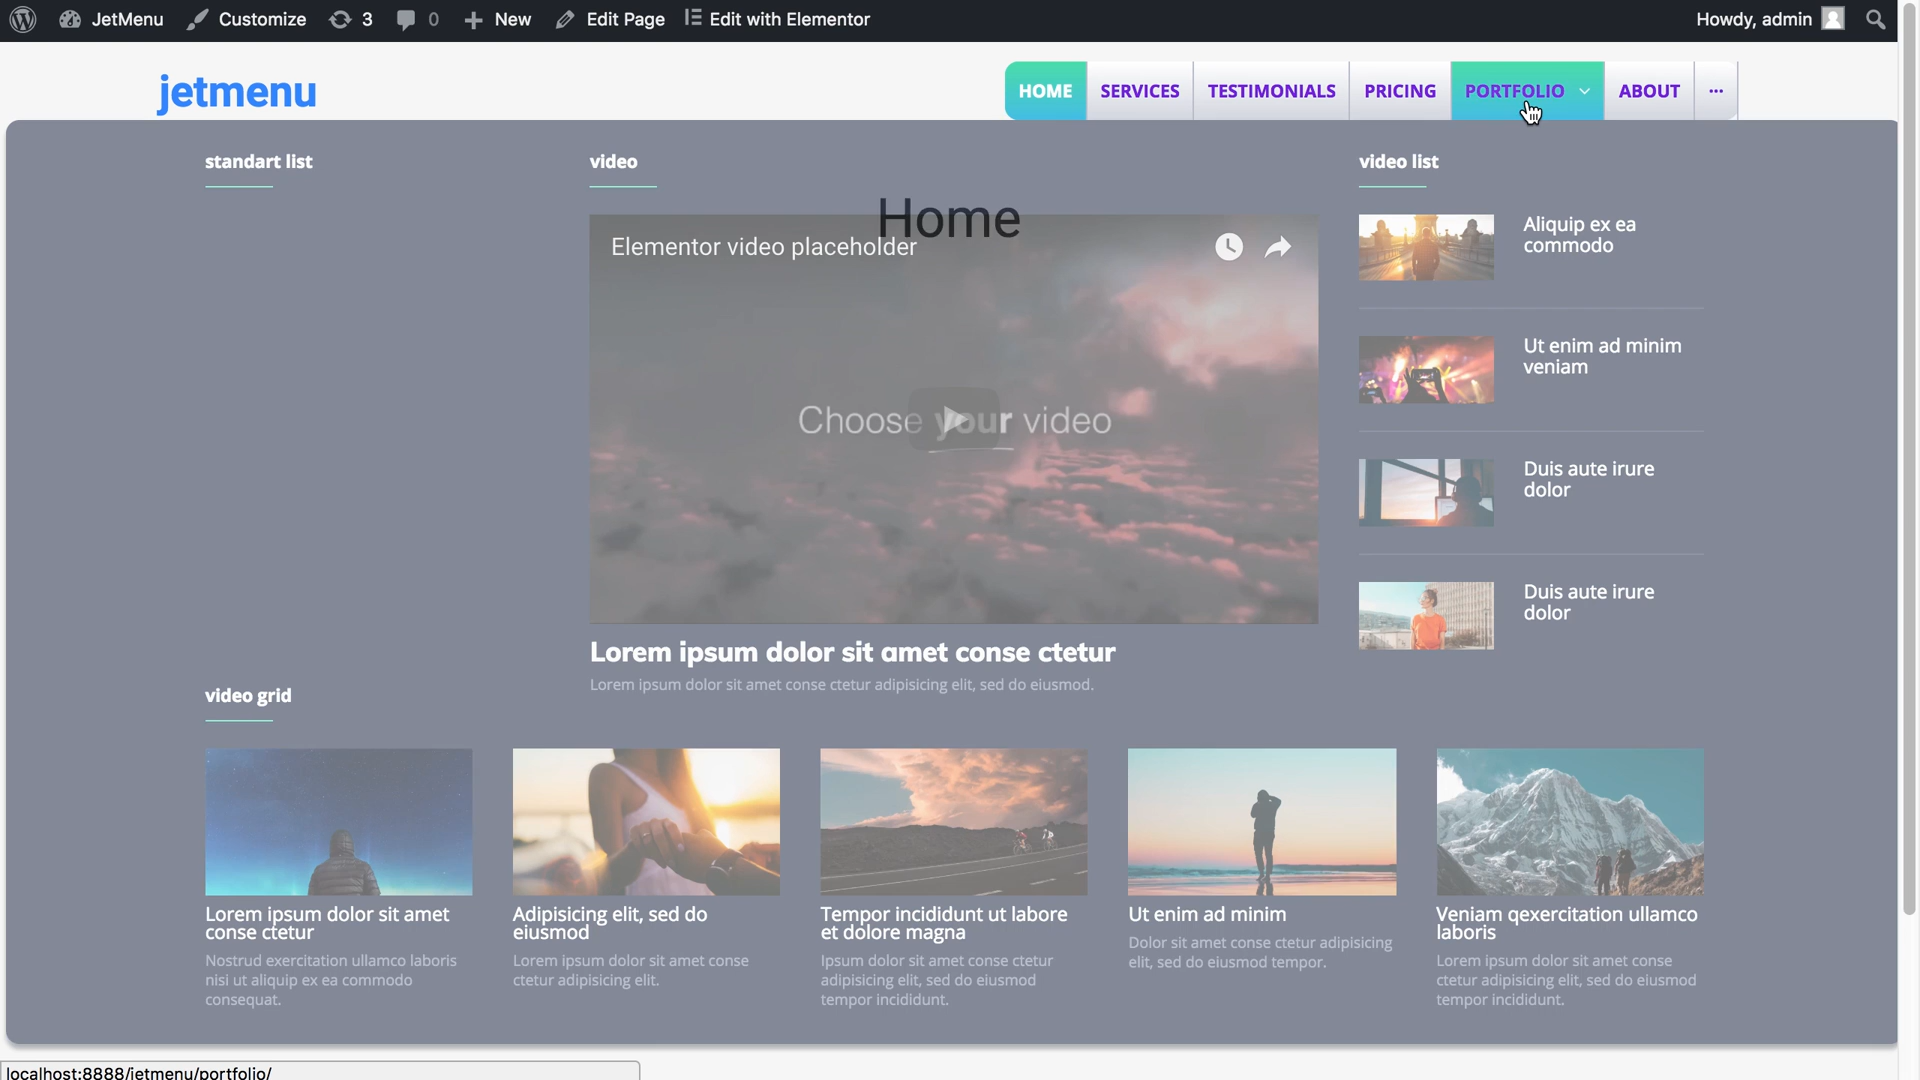 JetMenu Customize 3 0 New Edit Page Edit with Elementor Howdy, admin
jetmenu
HOME SERVICES TESTIMONIALS PRICING PORTFOLIO ABOUT ...
standart list
video
video list
Home
Elementor video placeholder
Choose your video
Aliquip ex ea
commodo
Ut enim ad minim
veniam
Duis aute irure
dolor
Duis aute irure
dolor
Lorem ipsum dolor sit amet conse ctetur
Lorem ipsum dolor sit amet conse ctetur adipisicing elit, sed do eiusmod.
video grid
Lorem ipsum dolor sit amet
conse ctetur
Nostrud exercitation ullamco laboris
nisi ut aliquip ex ea commodo
consequat.
Adipisicing elit, sed do
eiusmod
Lorem ipsum dolor sit amet conse
ctetur adipisicing elit.
Tempor incididunt ut labore
et dolore magna
Ipsum dolor sit amet conse ctetur
adipisicing elit, sed do eiusmod
tempor incididunt.
Ut enim ad minim
Dolor sit amet conse ctetur adipisicing
elit, sed do eiusmod tempor.
Veniam qexercitation ullamco
laboris
Lorem ipsum dolor sit amet conse
ctetur adipisicing elit, sed do eiusmod
tempor incididunt.
localhost:8888/jetmenu/portfolio/